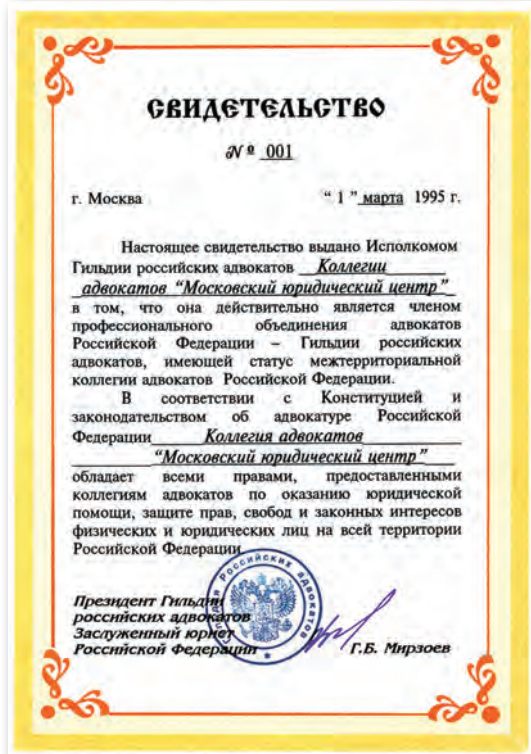 СВИДЕТЕЛЬСТВО
№ 001
г. Москва “ 1 ” марта 1995 г.
Настоящее свидетельство выдано Исполкомом
Гильдии российских адвокатов Коллегии
адвокатов “Московский юридический центр”
в том, что она действительно является членом
профессионального объединения адвокатов
Российской Федерации – Гильдии российских
адвокатов, имеющей статус межтерриториальной
коллегии адвокатов Российской Федерации.
В соответствии с Конституцией и
законодательством об адвокатуре Российской
Федерации Коллегия адвокатов
“Московский юридический центр”
обладает всеми правами, предоставленными
коллегиям адвокатов по оказанию юридической
помощи, защите прав, свобод и законных интересов
физических и юридических лиц на всей территории
Российской Федерации
Гильдия Российских адвокатов
Президент Гильдии
российских адвокатов
Заслуженный юрист
Российской Федерации Г.Б. Мирзоев